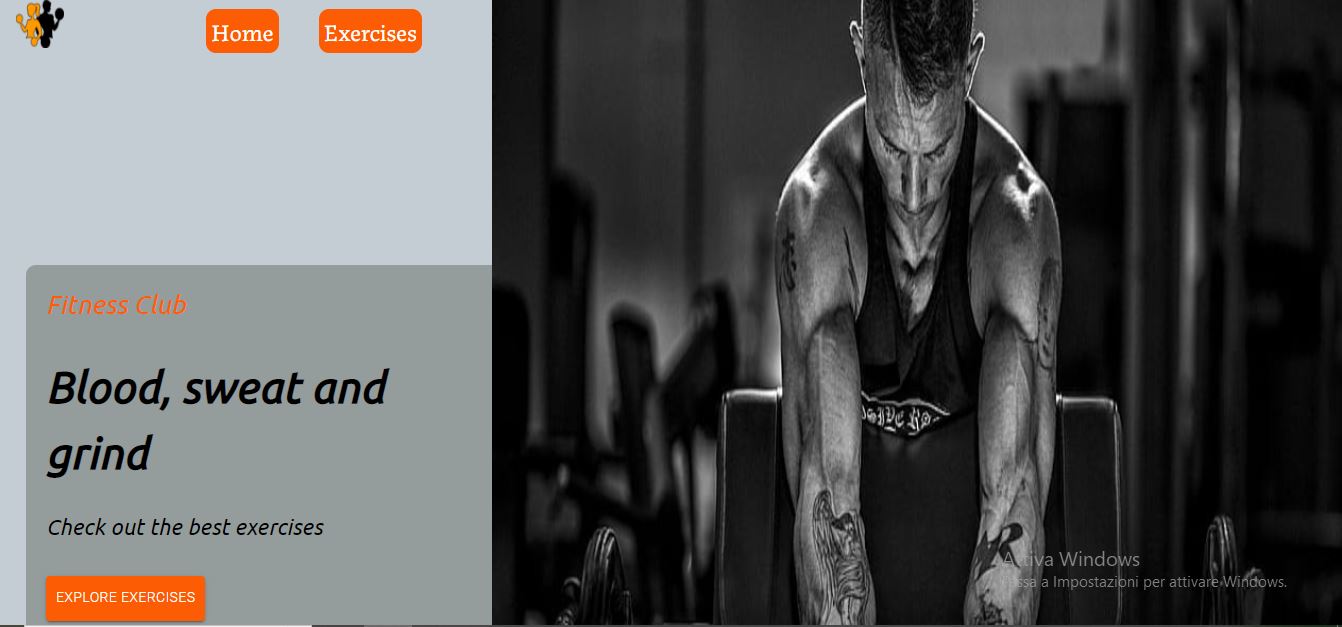 Home
Exercises
Fitness Club
Blood, sweat and
grind
Check out the best exercises
EXPLORE EXERCISES
Attiva Windows
Passa a Impostazioni per attivare Windows.